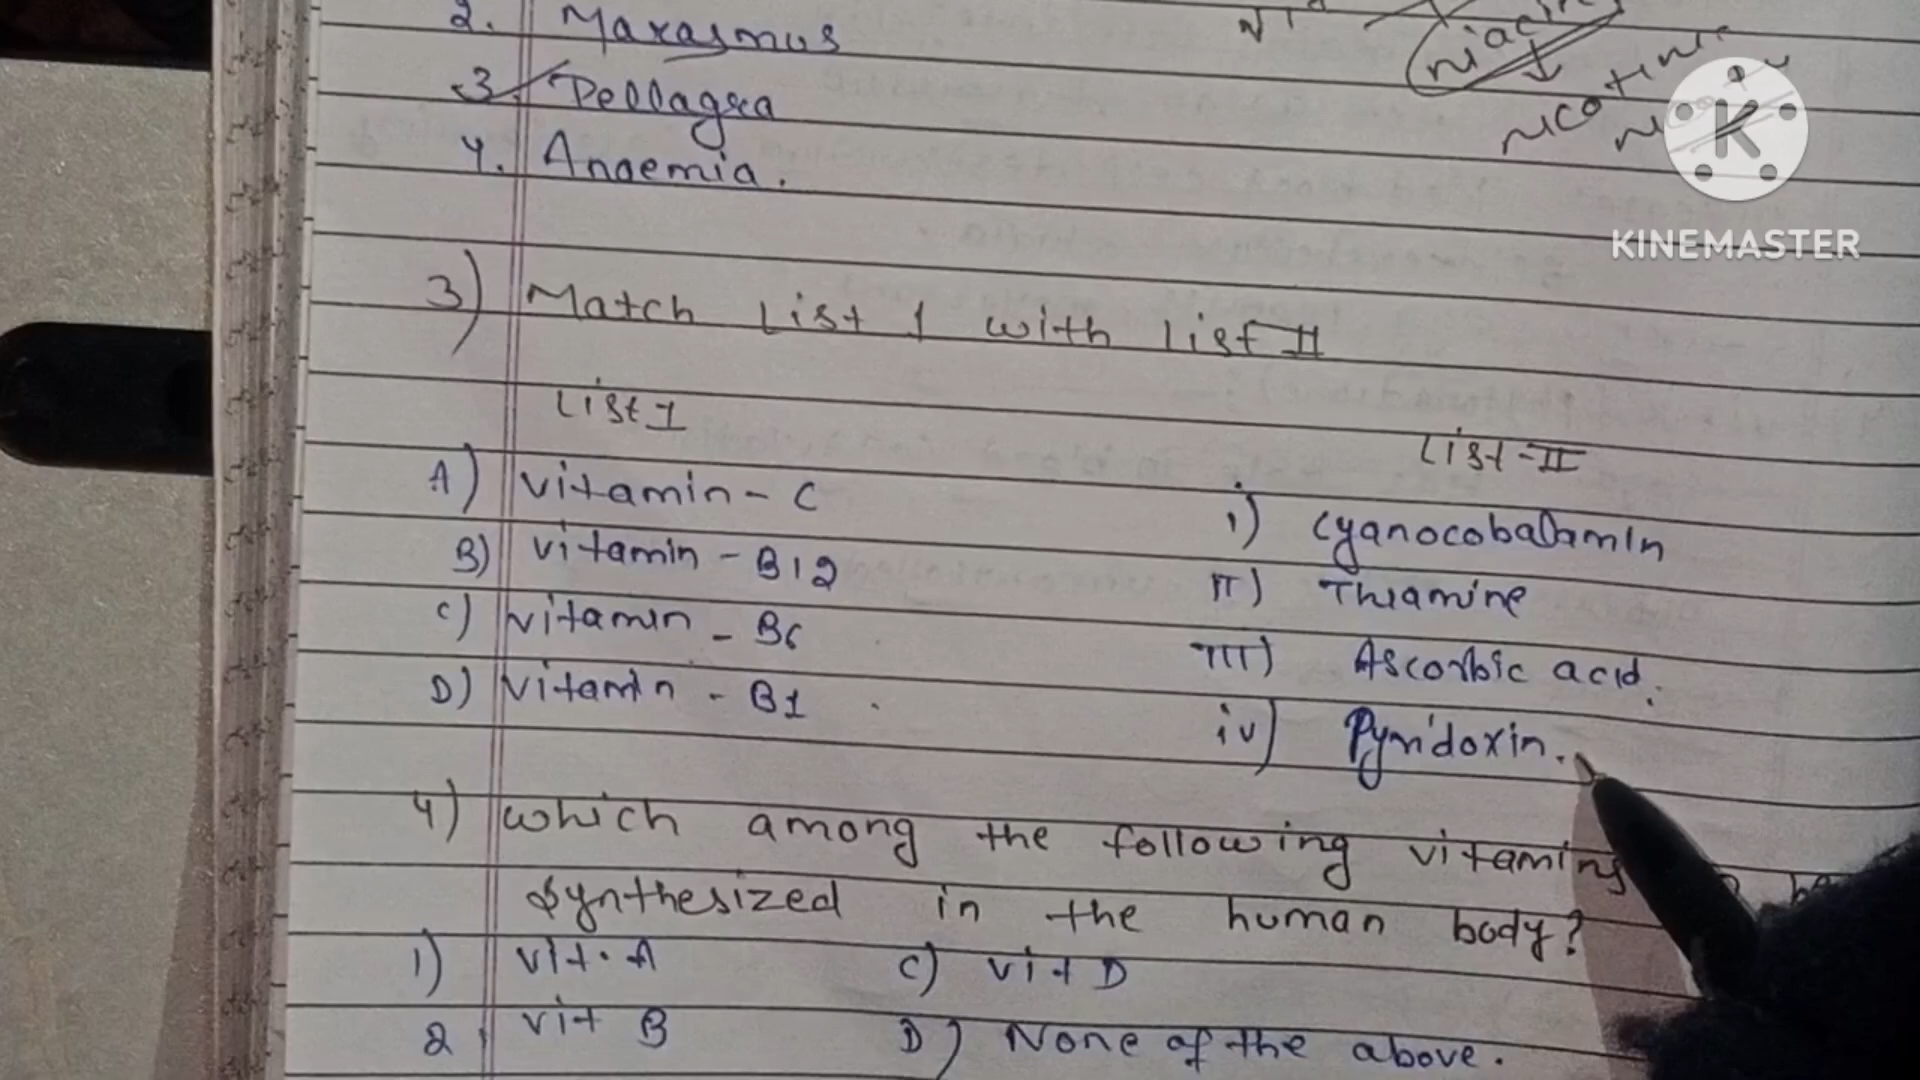 2. Marasmus
niacin
3. Pellagra
4. Anaemia.
KINEMASTER
3) Match List 1 with List II
List I
List - II
A) vitamin - C
i) cyanocobalamin
B) vitamin - B12
II) Thiamine
C) vitamin - B6
III) Ascorbic acid.
D) vitamin - B1
iv) Pyridoxin.
4) which among the following vitamins
synthesized in the human body?
1) vit. A
C) vit D
2. vit B
D) None of the above.